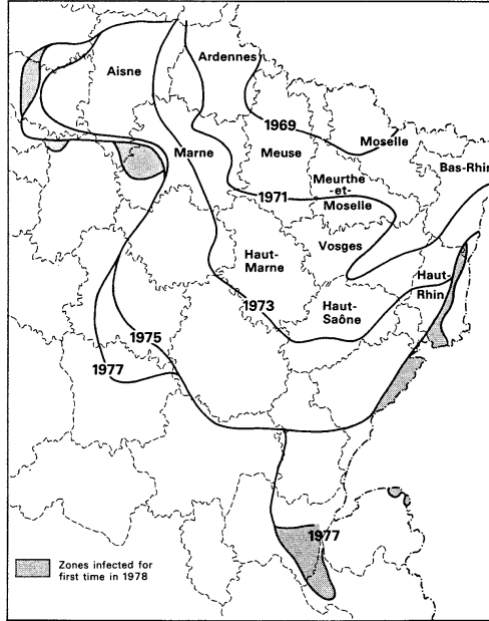 Ardennes
Aisne
1969
Moselle
Marne
Meuse
Bas-Rhin
Meurthe
-et-
Moselle
1971
Vosges
Haut-
Marne
Haut-
Rhin
1973
Haut-
Saône
1975
1977
1977
Zones infected for
first time in 1978